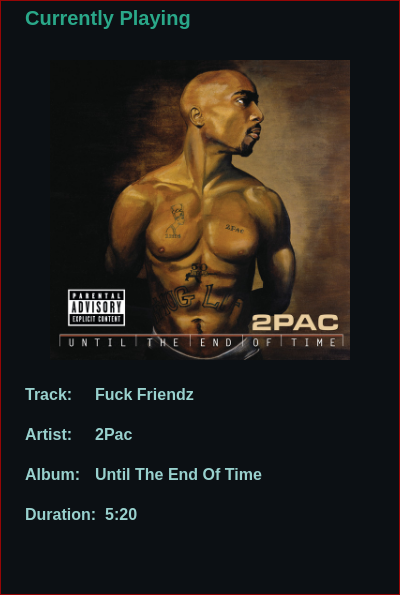 Currently Playing
2Pac
PARENTAL
ADVISORY
EXPLICIT CONTENT
2PAC
UNTIL THE END OF TIME
Track: Fuck Friendz
Artist: 2Pac
Album: Until The End Of Time
Duration: 5:20